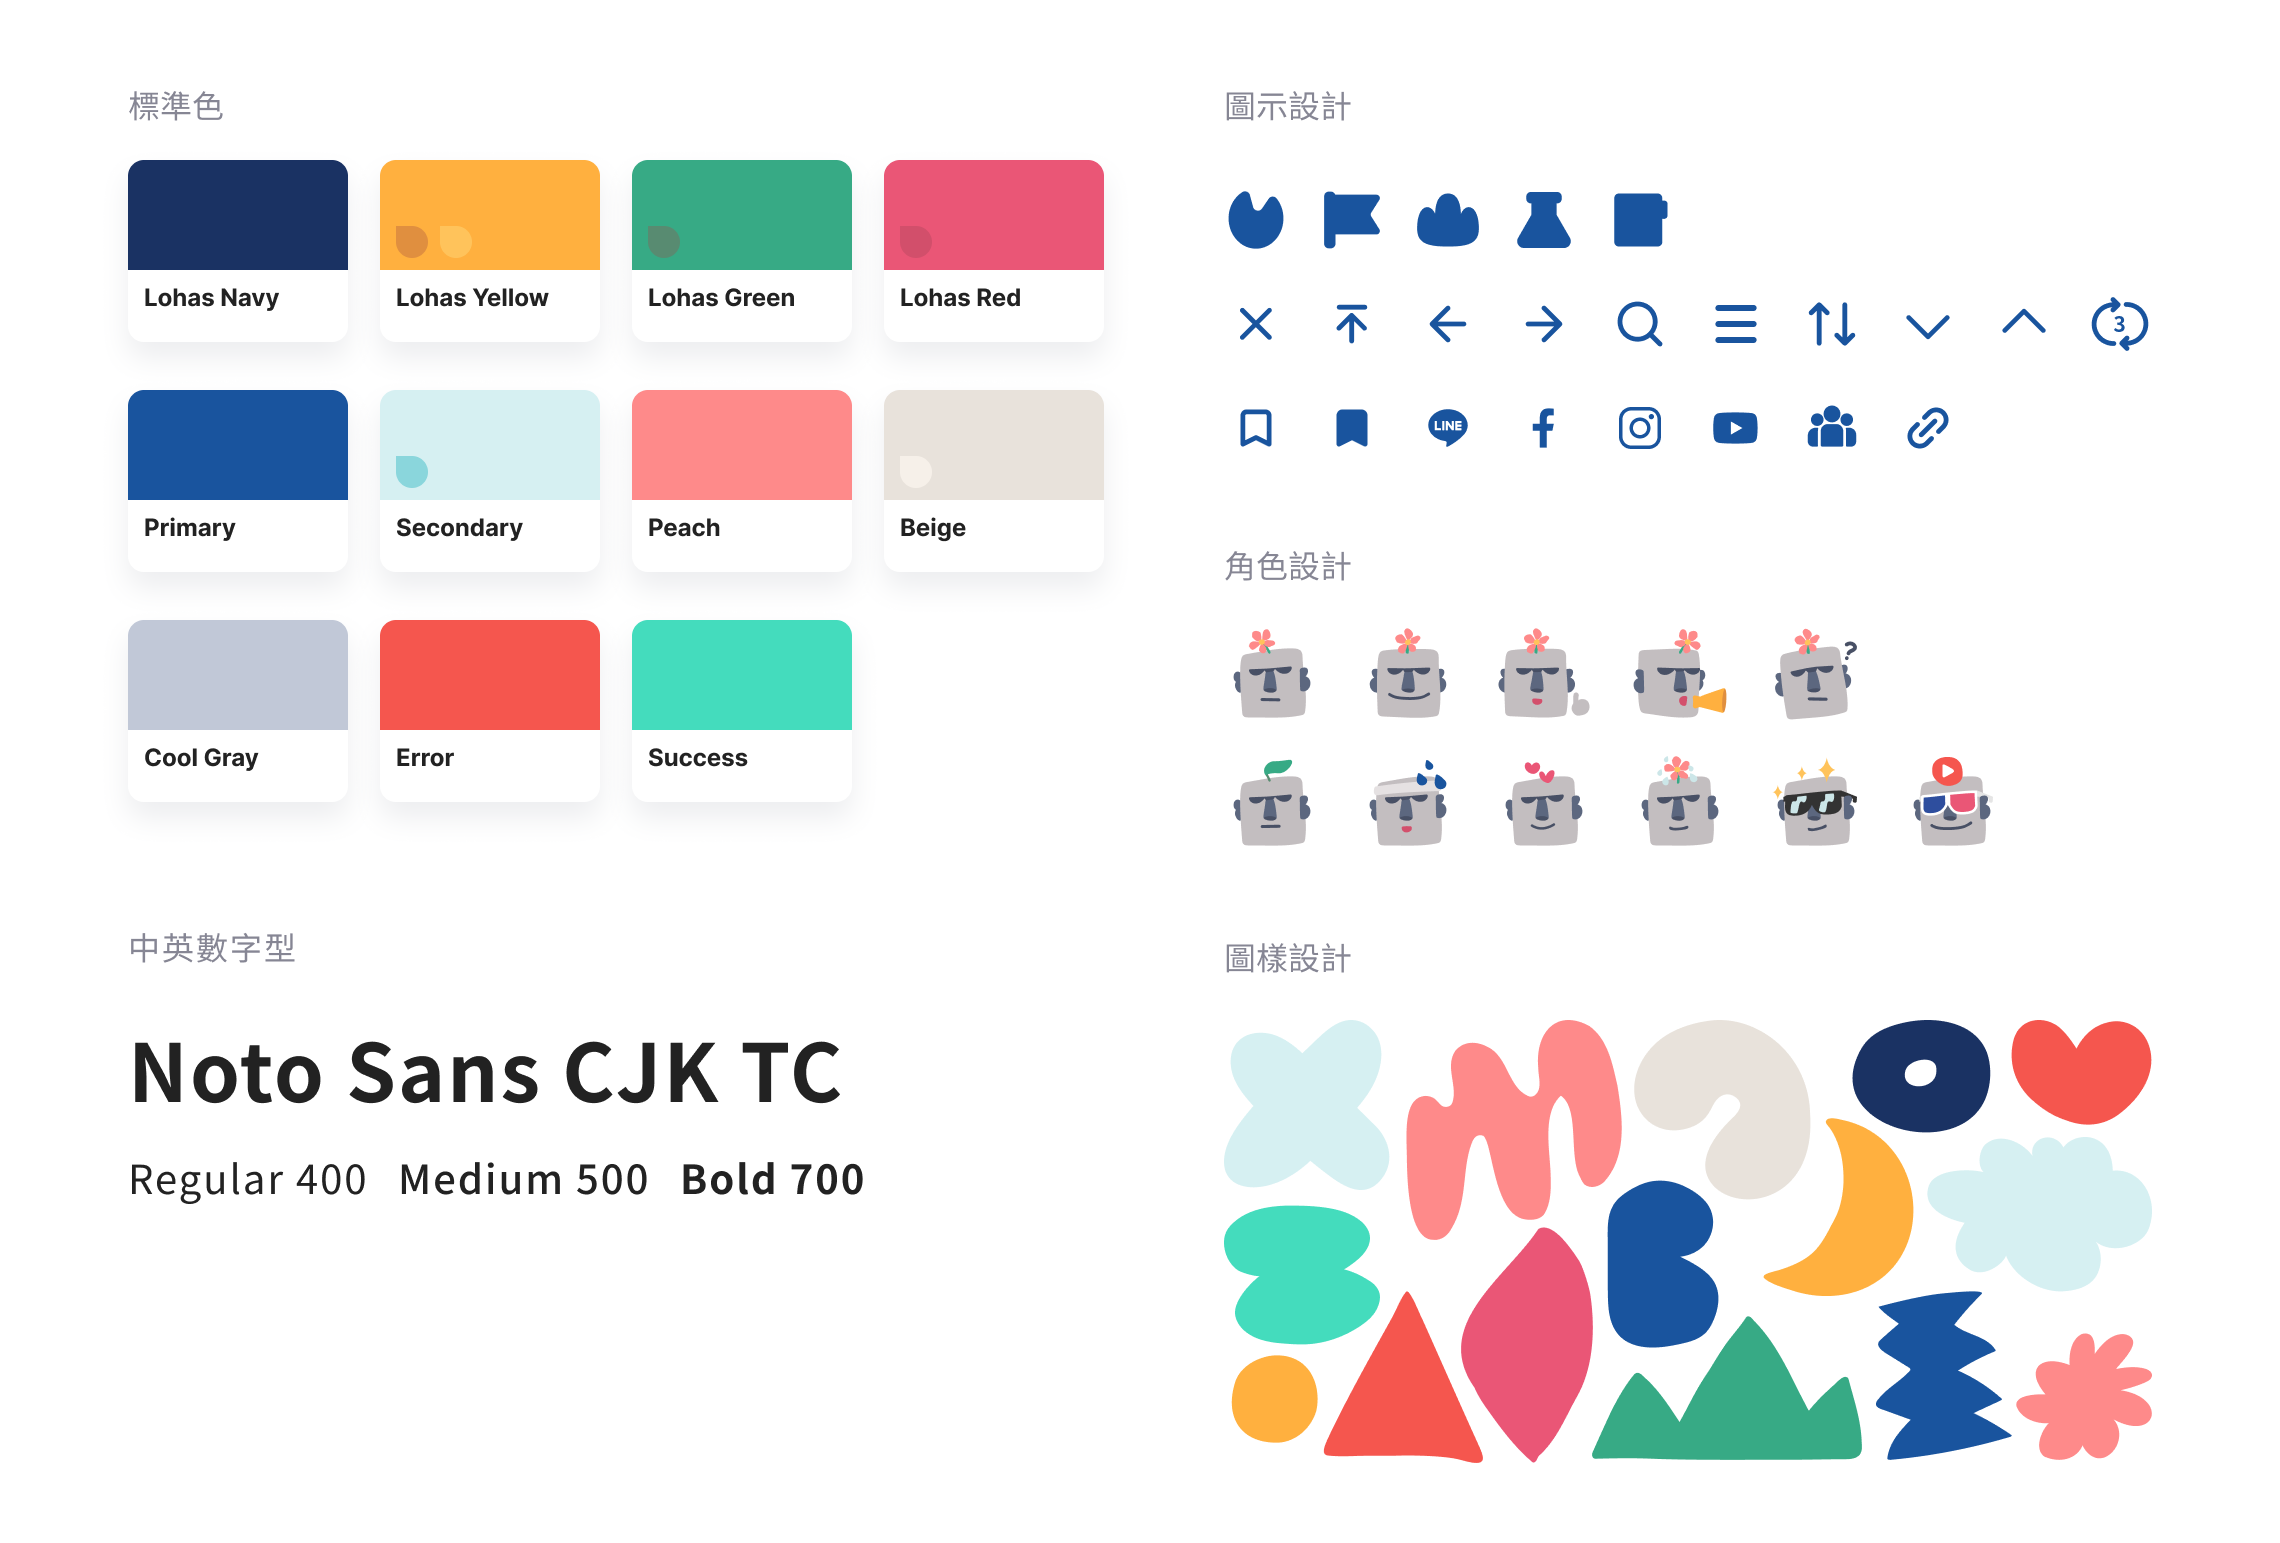 標準色
Lohas Navy
Lohas Yellow
Lohas Green
Lohas Red
Primary
Secondary
Peach
Beige
Cool Gray
Error
Success
中英數字型
Noto Sans CJK TC
Regular 400 Medium 500 Bold 700
圖示設計
3
LINE
角色設計
?
圖樣設計